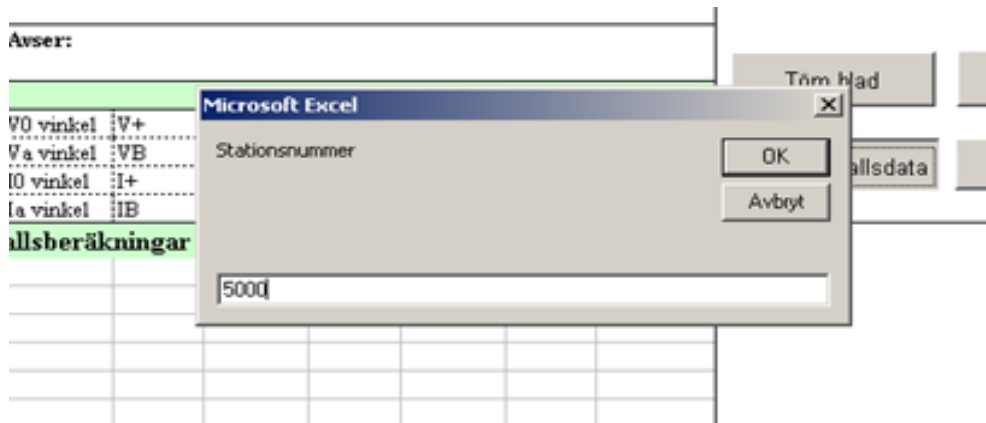 Avser:
Töm blad
Microsoft Excel
V0 vinkel V+
Va vinkel VB
Stationsnummer
OK
allsdata
I0 vinkel I+
Ia vinkel IB
Avbryt
allsberäkningar
5000